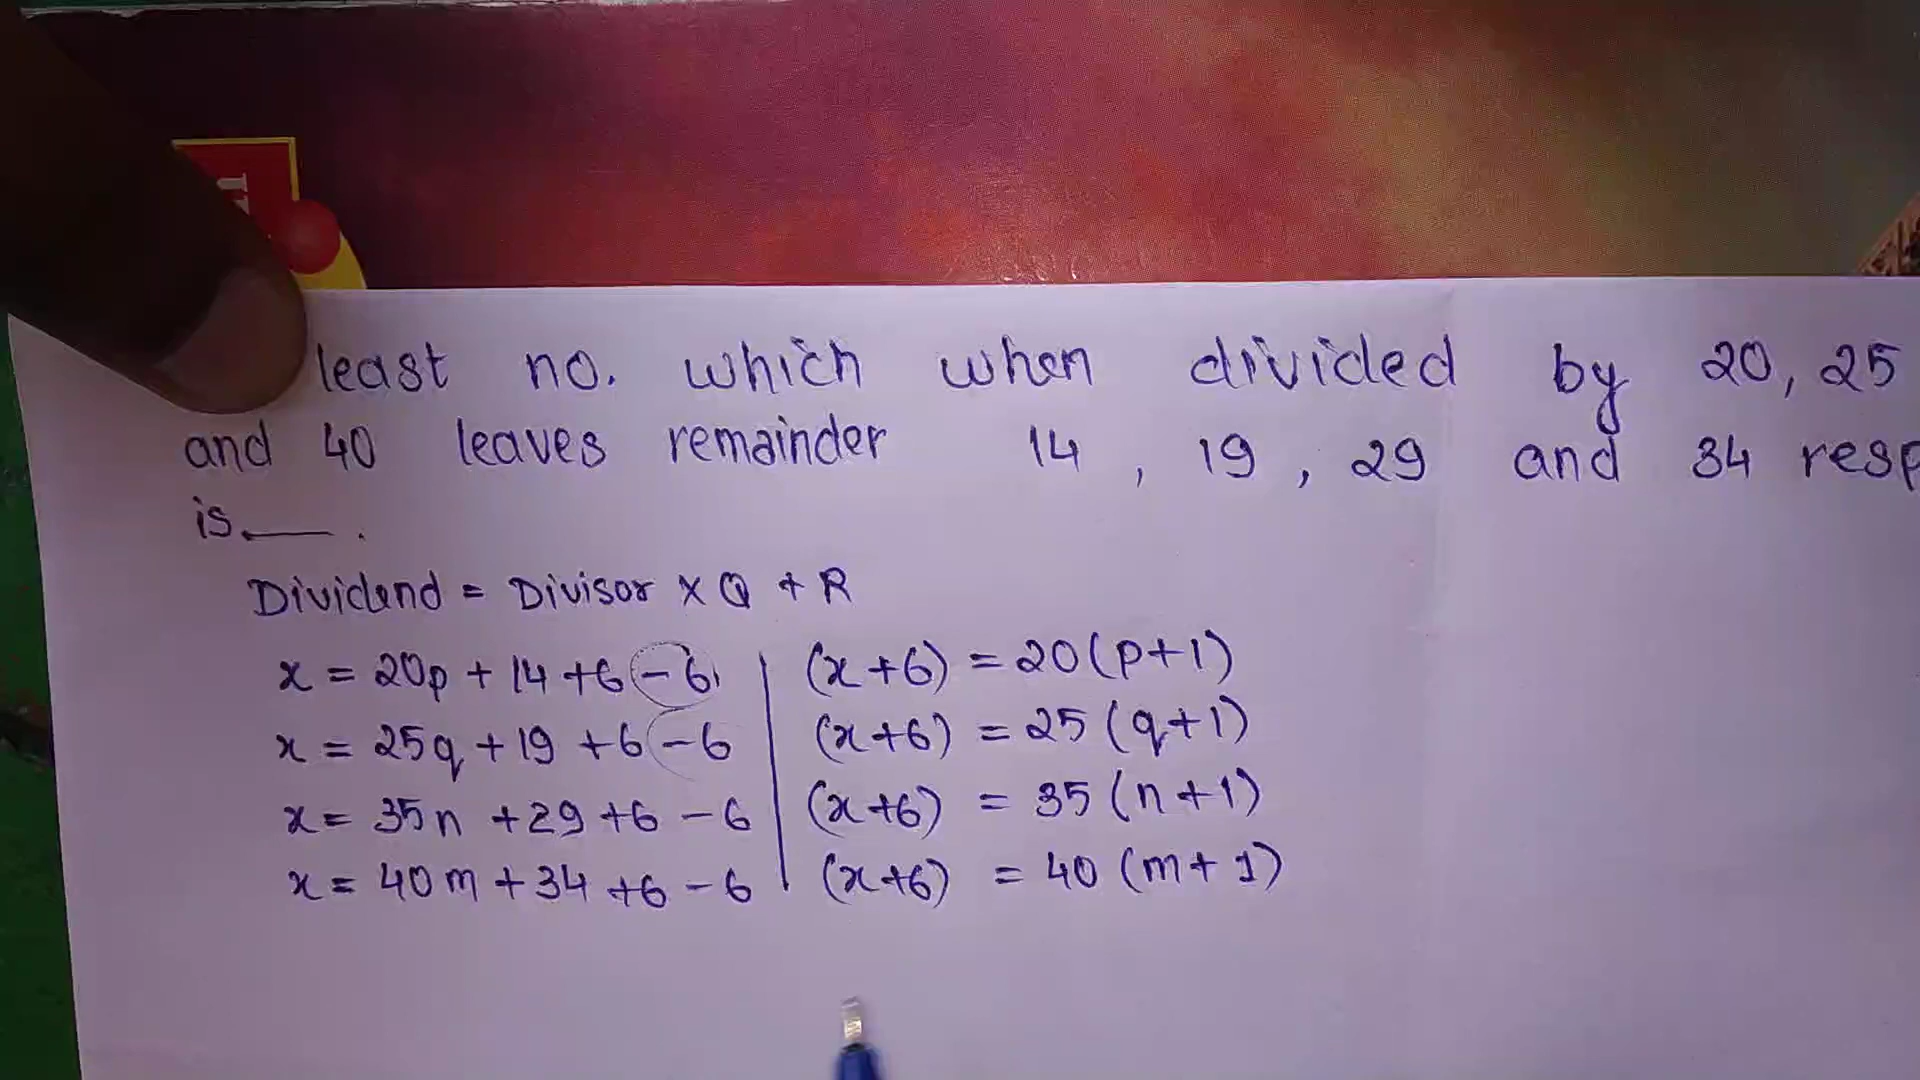 least no. which when divided by 20, 25
and 40 leaves remainder 14, 19, 29 and 34 resp
is ___.
Dividend = Divisor x Q + R
x = 20p + 14 + 6 - 6
x = 25q + 19 + 6 - 6
x = 35n + 29 + 6 - 6
x = 40m + 34 + 6 - 6
(x+6) = 20(p+1)
(x+6) = 25(q+1)
(x+6) = 35(n+1)
(x+6) = 40(m+1)